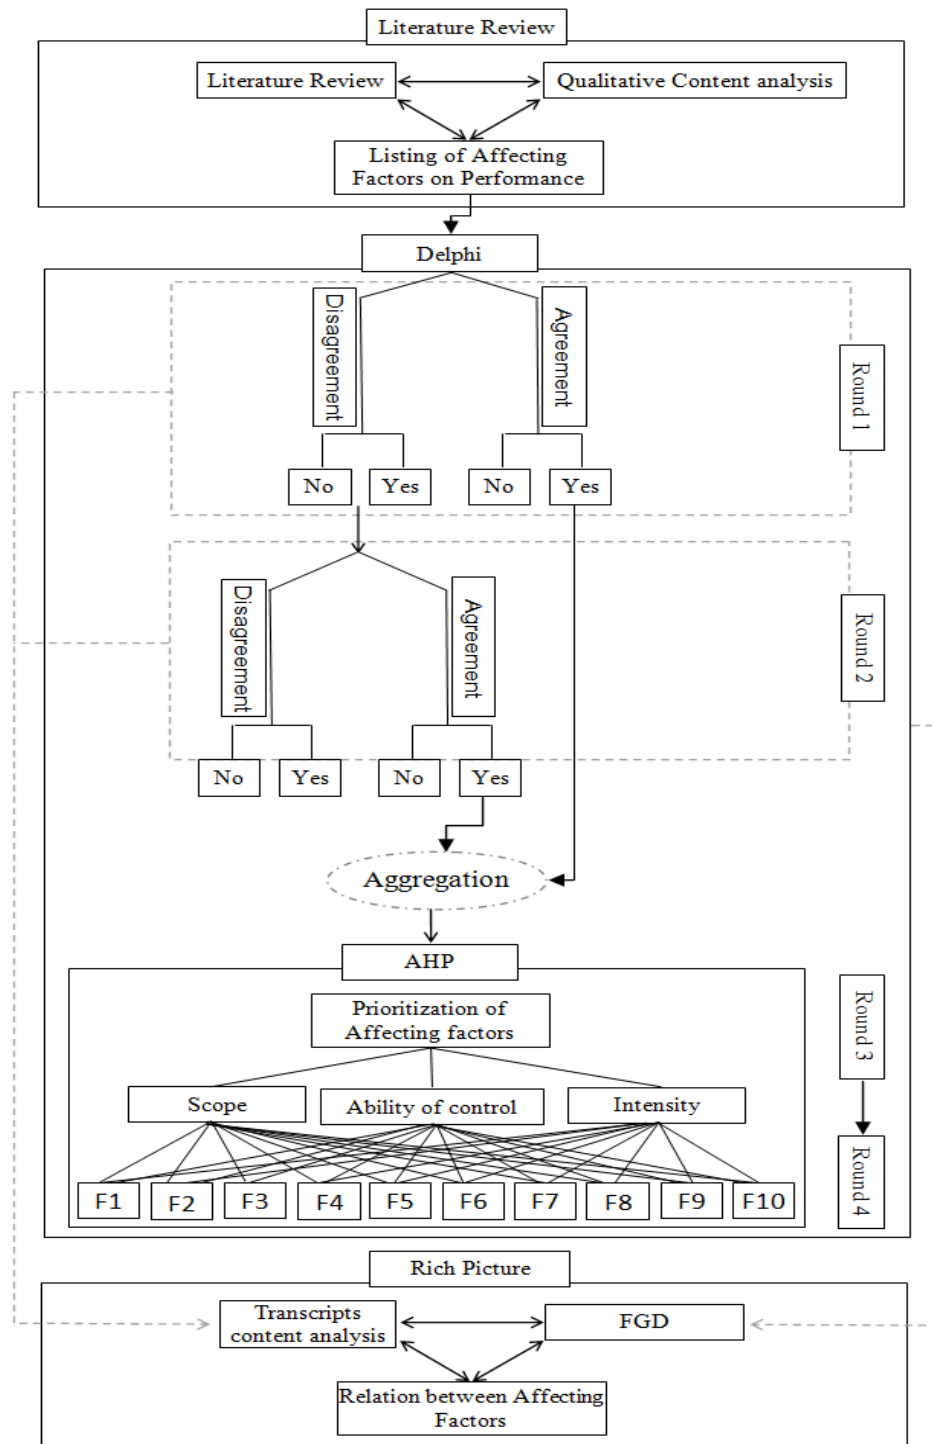 Literature Review
Literature Review
Qualitative Content analysis
Listing of Affecting
Factors on Performance
Delphi
Disagreement
Agreement
Round 1
No
Yes
No
Yes
Disagreement
Agreement
Round 2
No
Yes
No
Yes
Aggregation
AHP
Prioritization of
Affecting factors
Round 3
Scope
Ability of control
Intensity
Round 4
F1
F2
F3
F4
F5
F6
F7
F8
F9
F10
Rich Picture
Transcripts
content analysis
FGD
Relation between Affecting
Factors